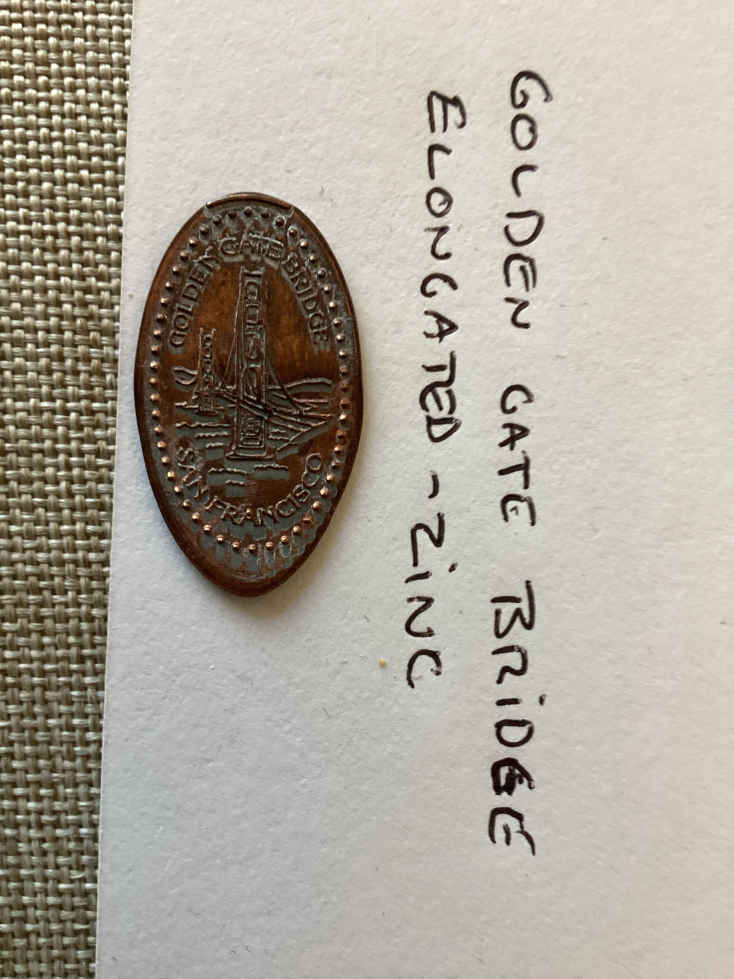 GOLDEN GATE BRIDGE
ELONGATED - ZINC
GOLDEN GATE BRIDGE
SAN FRANCISCO